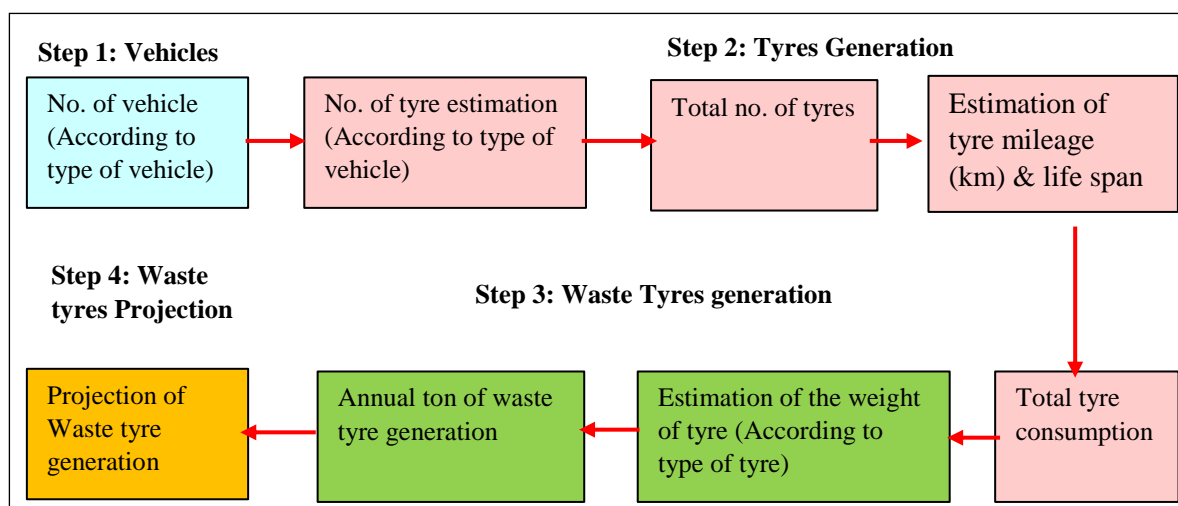 Step 1: Vehicles
Step 2: Tyres Generation
No. of vehicle
(According to
type of vehicle)
No. of tyre estimation
(According to type of
vehicle)
Total no. of tyres
Estimation of
tyre mileage
(km) & life span
Step 4: Waste
tyres Projection
Step 3: Waste Tyres generation
Projection of
Waste tyre
generation
Annual ton of waste
tyre generation
Estimation of the weight
of tyre (According to
type of tyre)
Total tyre
consumption